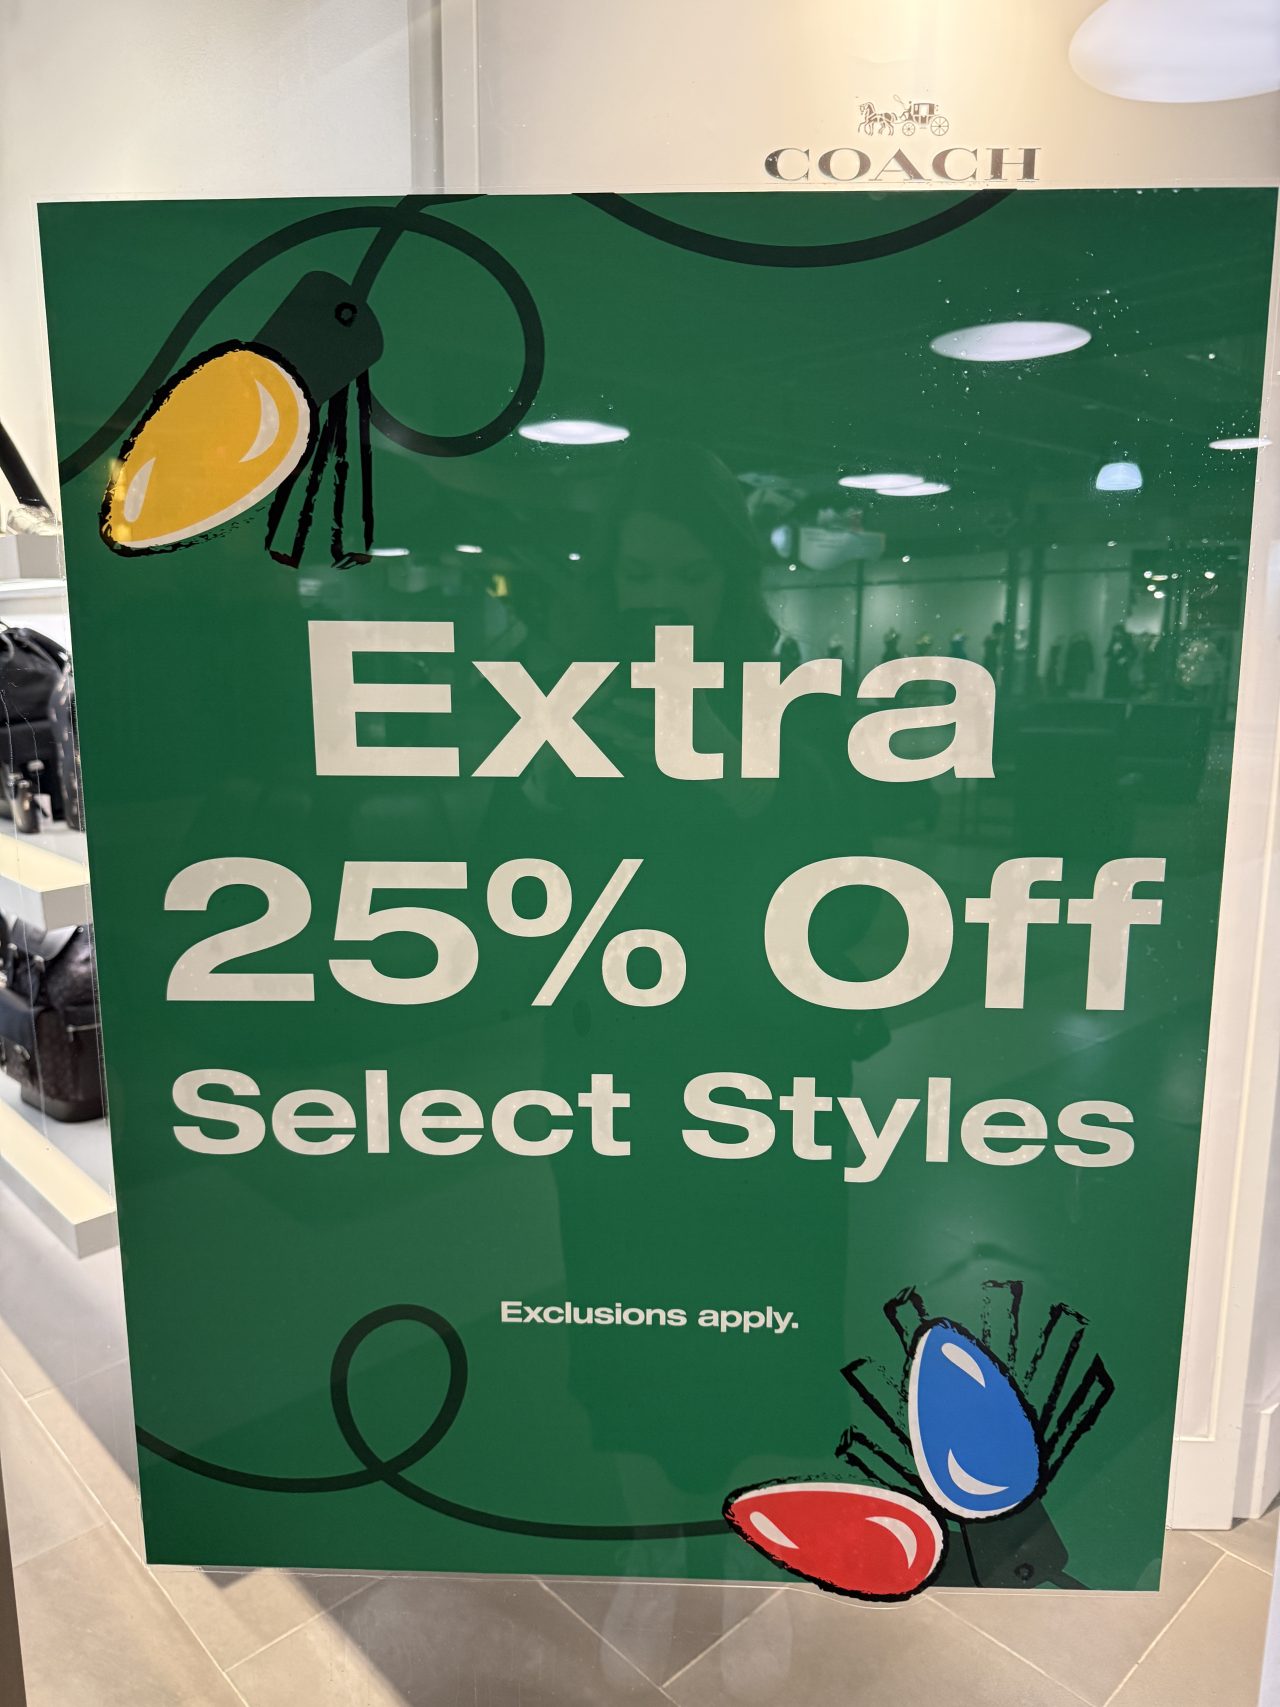 COACH
Extra
25% Off
Select Styles
Exclusions apply.